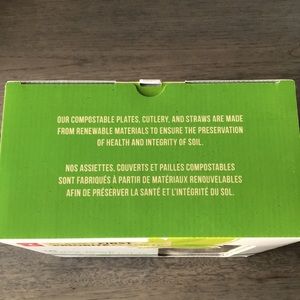 OUR COMPOSTABLE PLATES, CUTLERY, AND STRAWS ARE MADE
FROM RENEWABLE MATERIALS TO ENSURE THE PRESERVATION
OF HEALTH AND INTEGRITY OF SOIL.
NOS ASSIETTES, COUVERTS ET PAILLES COMPOSTABLES
SONT FABRIQUÉS À PARTIR DE MATÉRIAUX RENOUVELABLES
AFIN DE PRÉSERVER LA SANTÉ ET L'INTÉGRITÉ DU SOL.